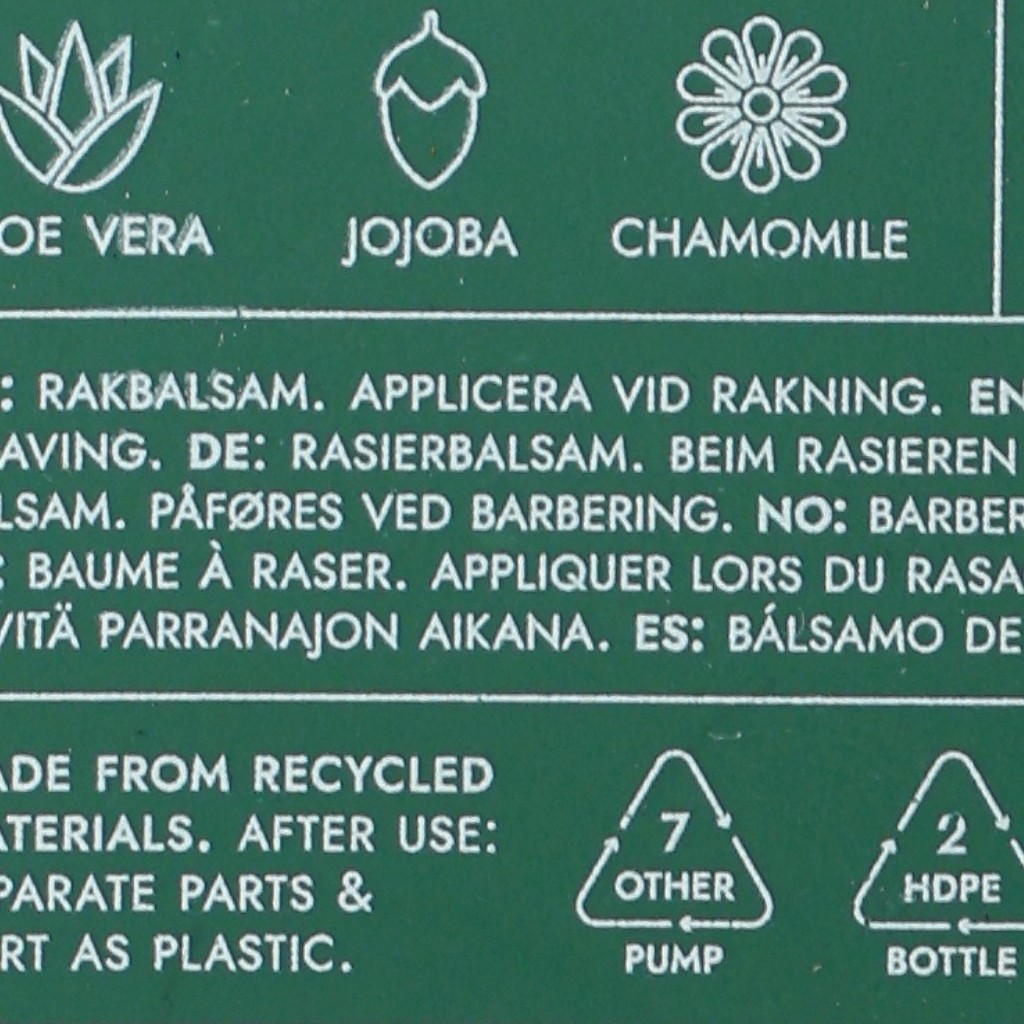 OE VERA JOJOBA CHAMOMILE
: RAKBALSAM. APPLICERA VID RAKNING. EN
AVING. DE: RASIERBALSAM. BEIM RASIEREN
LSAM. PÅFØRES VED BARBERING. NO: BARBER
: BAUME À RASER. APPLIQUER LORS DU RASA
VITÄ PARRANAJON AIKANA. ES: BÁLSAMO DE
ADE FROM RECYCLED
ATERIALS. AFTER USE:
PARATE PARTS &
RT AS PLASTIC.
7
OTHER
PUMP
2
HDPE
BOTTLE